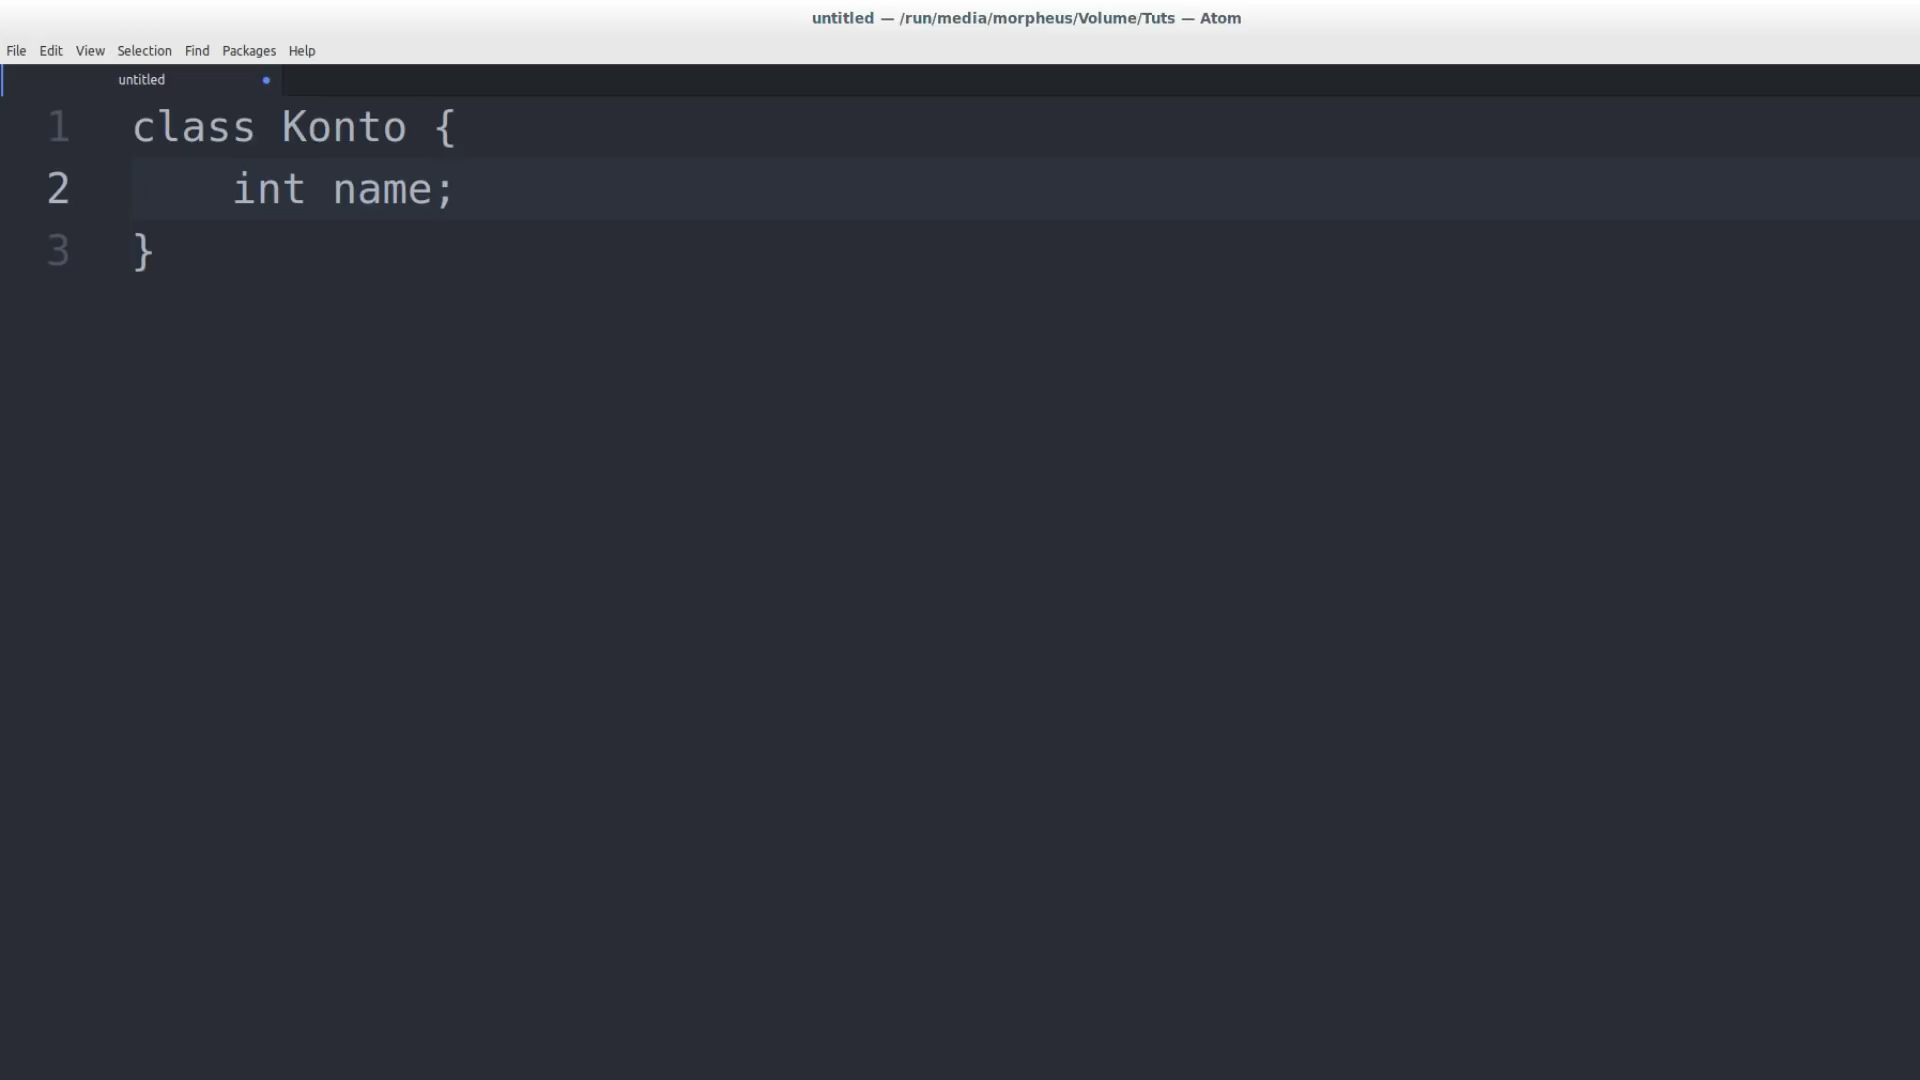 untitled — /run/media/morpheus/Volume/Tuts — Atom
File Edit View Selection Find Packages Help
untitled
1 class Konto {
2     int name;
3 }